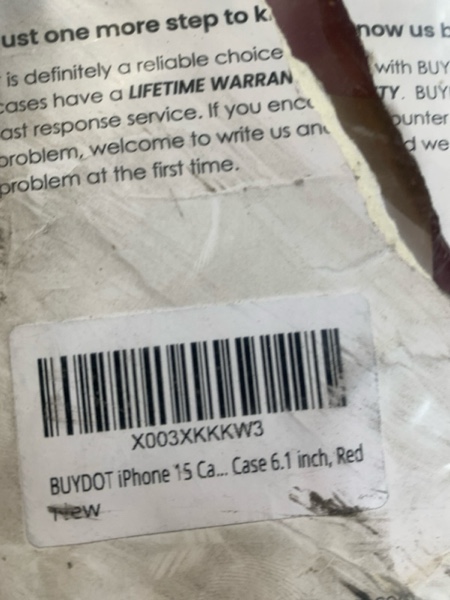 ust one more step to k now us b
is definitely a reliable choice with BUY
cases have a LIFETIME WARRAN TY. BUY
ast response service. If you enc ounter
problem, welcome to write us and d we
problem at the first time.
X003XKKKW3
BUYDOT iPhone 15 Ca... Case 6.1 inch, Red
New